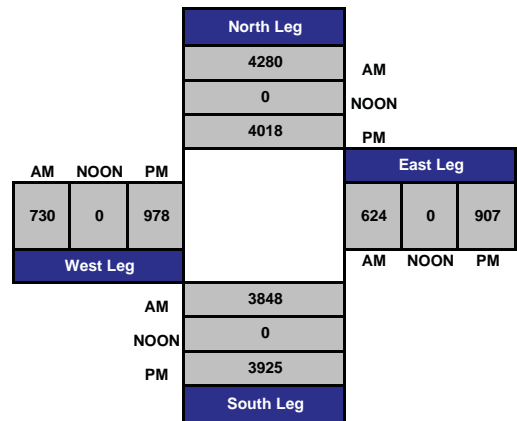 North Leg
4280
AM
0
NOON
4018
PM
AM NOON PM
East Leg
730 0 978
624 0 907
West Leg
AM NOON PM
AM
3848
NOON
0
PM
3925
South Leg